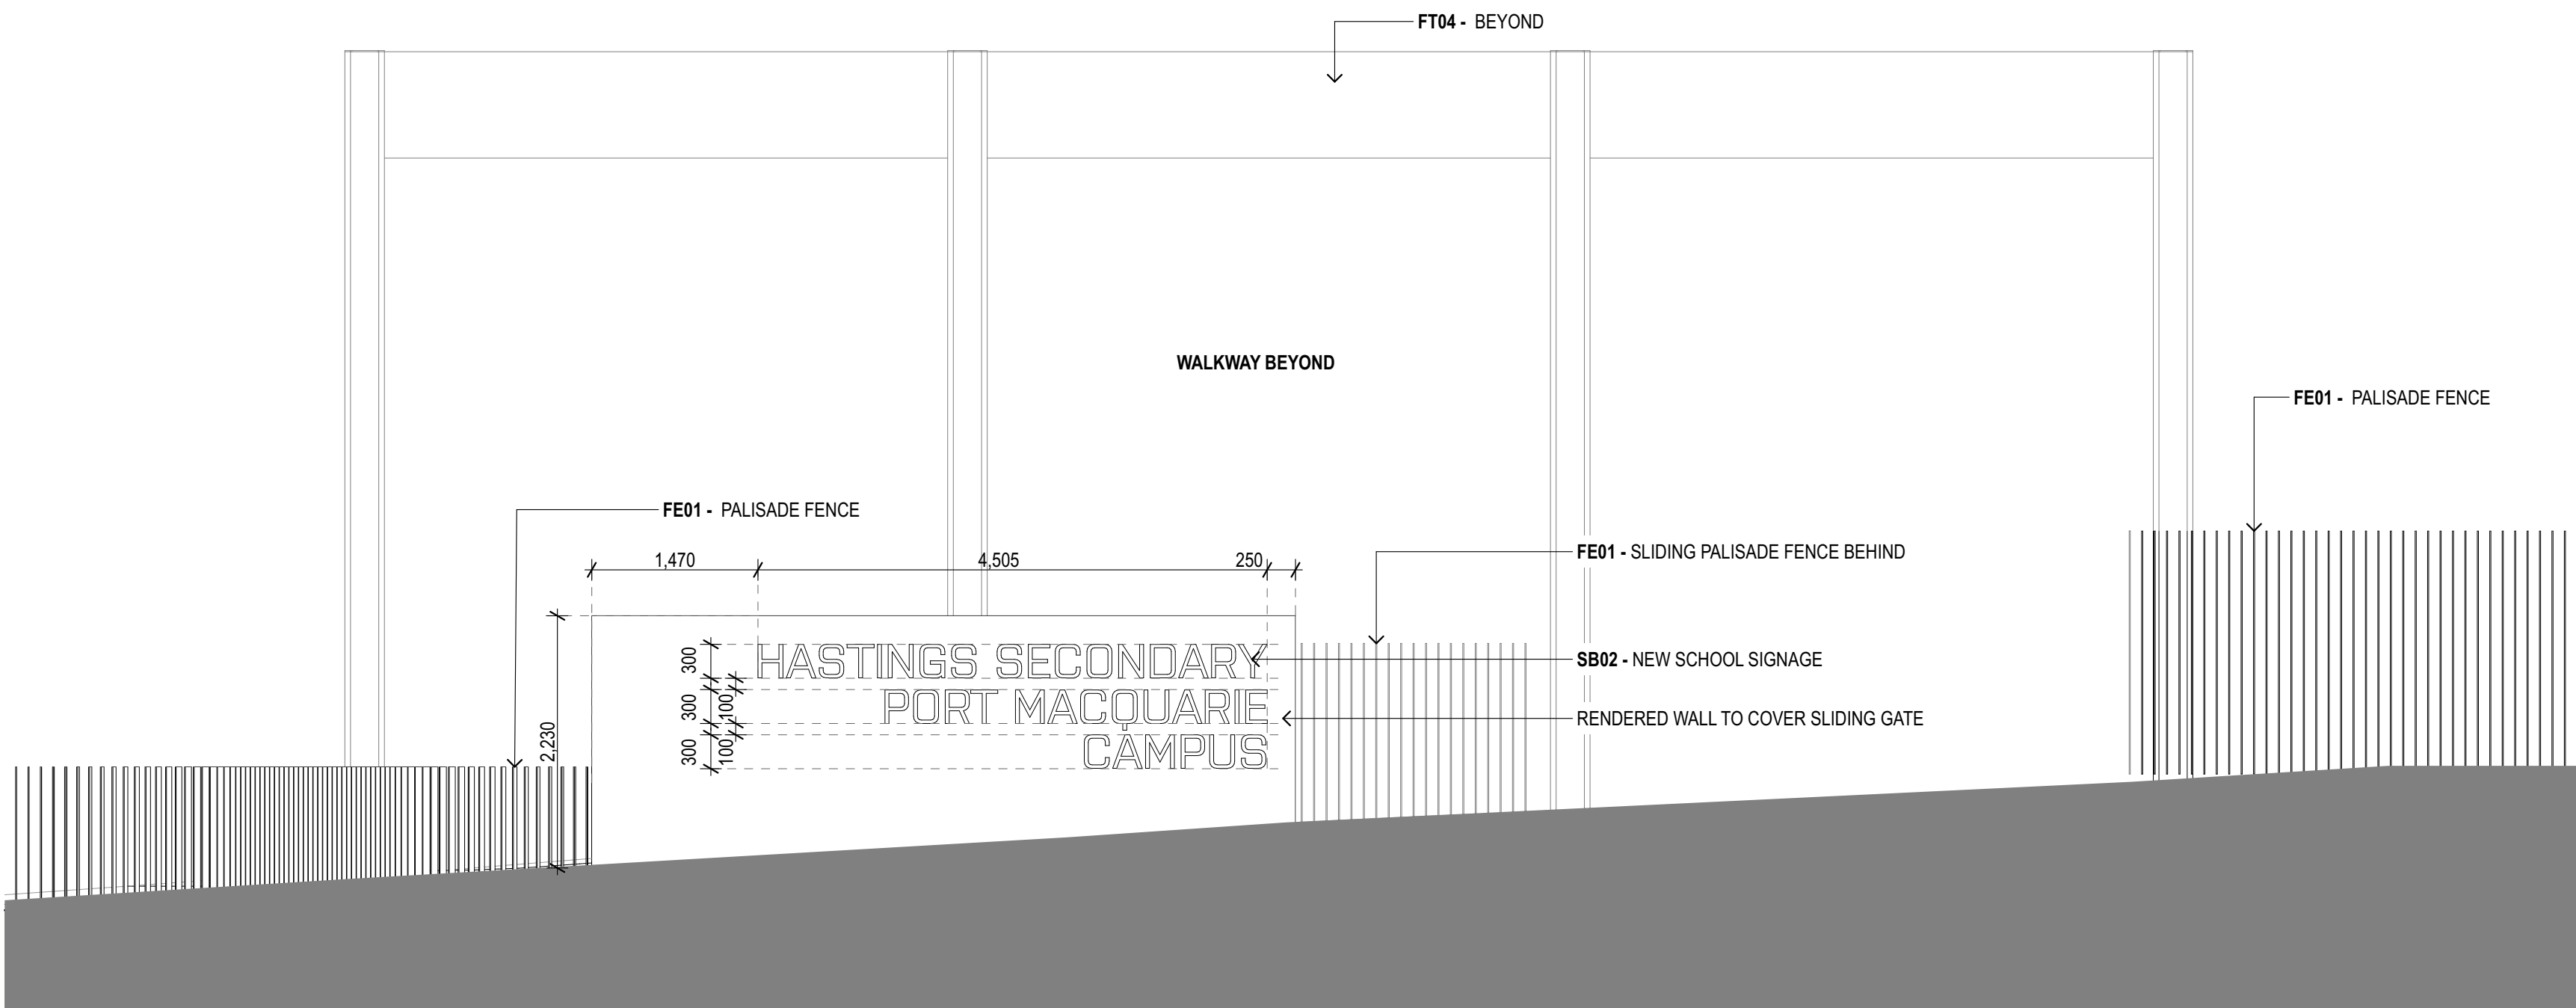 FT04 - BEYOND
WALKWAY BEYOND
FE01 - PALISADE FENCE
FE01 - PALISADE FENCE
1,470
4,505
250
FE01 - SLIDING PALISADE FENCE BEHIND
2,230
300
HASTINGS SECONDARY
SB02 - NEW SCHOOL SIGNAGE
300
100
PORT MACQUARIE
RENDERED WALL TO COVER SLIDING GATE
300
100
CAMPUS